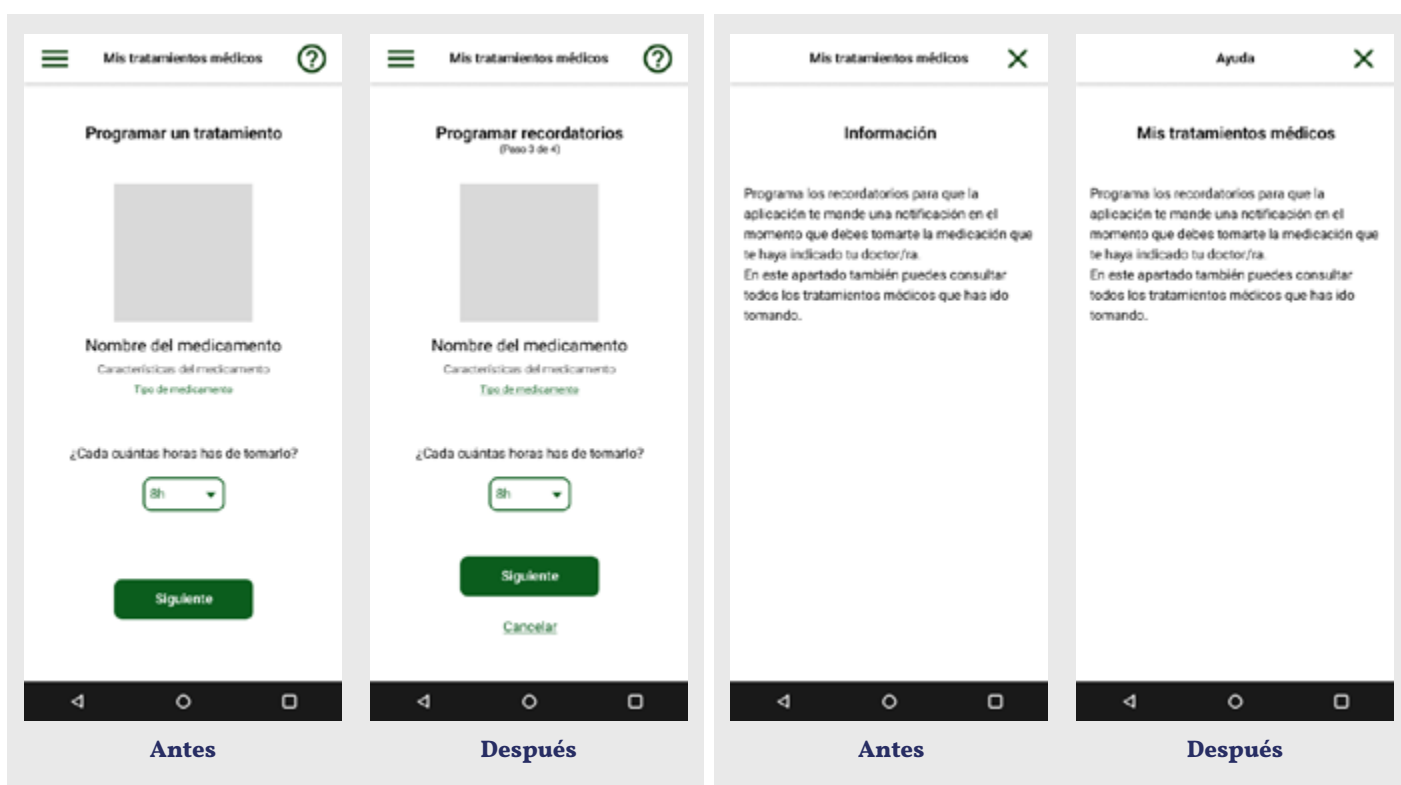 Mis tratamientos médicos
Programar un tratamiento
Nombre del medicamento
Características del medicamento
Tipo de medicamento
¿Cada cuántas horas has de tomarlo?
8h
Siguiente
Antes
Mis tratamientos médicos
Programar recordatorios
(Paso 3 de 4)
Nombre del medicamento
Características del medicamento
Tipo de medicamento
¿Cada cuántas horas has de tomarlo?
8h
Siguiente
Cancelar
Después
Mis tratamientos médicos
Información
Programa los recordatorios para que la
aplicación te mande una notificación en el
momento que debes tomarte la medicación que
te haya indicado tu doctor/ra.
En este apartado también puedes consultar
todos los tratamientos médicos que has ido
tomando.
Antes
Ayuda
Mis tratamientos médicos
Programa los recordatorios para que la
aplicación te mande una notificación en el
momento que debes tomarte la medicación que
te haya indicado tu doctor/ra.
En este apartado también puedes consultar
todos los tratamientos médicos que has ido
tomando.
Después